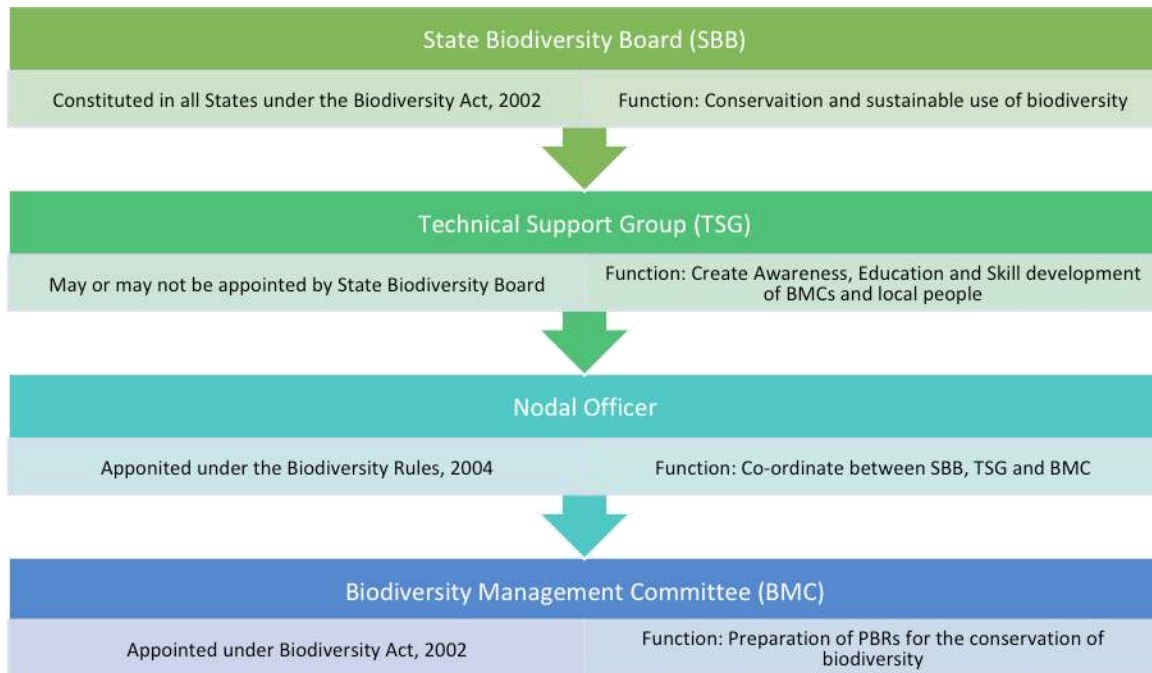 State Biodiversity Board (SBB)
Constituted in all States under the Biodiversity Act, 2002
Function: Conservaition and sustainable use of biodiversity
Technical Support Group (TSG)
May or may not be appointed by State Biodiversity Board
Function: Create Awareness, Education and Skill development
of BMCs and local people
Nodal Officer
Apponited under the Biodiversity Rules, 2004
Function: Co-ordinate between SBB, TSG and BMC
Biodiversity Management Committee (BMC)
Appointed under Biodiversity Act, 2002
Function: Preparation of PBRs for the conservation of
biodiversity